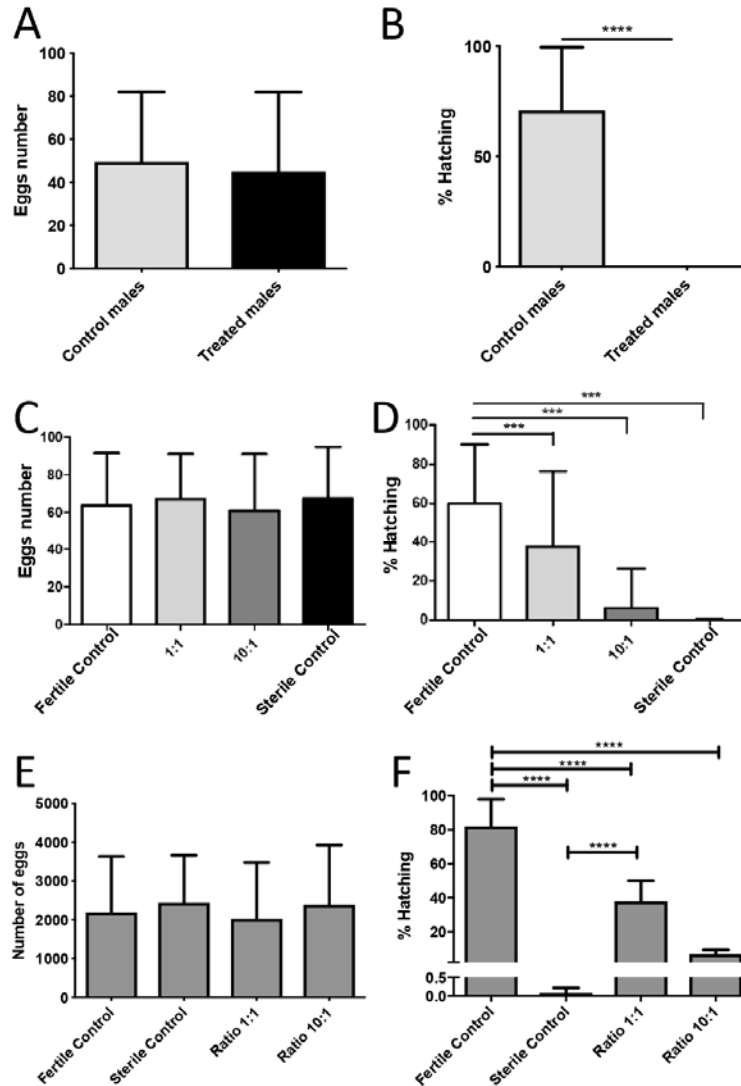 A
Eggs number
100
80
60
40
20
0
Control males
Treated males
B
% Hatching
100
50
0
****
Control males
Treated males
C
Eggs number
100
80
60
40
20
0
Fertile Control
1:1
10:1
Sterile Control
D
% Hatching
100
80
60
40
20
0
***
***
***
Fertile Control
1:1
10:1
Sterile Control
E
Number of eggs
5000
4000
3000
2000
1000
0
Fertile Control
Sterile Control
Ratio 1:1
Ratio 10:1
F
% Hatching
100
80
60
40
20
0.5
0.0
****
****
****
****
Fertile Control
Sterile Control
Ratio 1:1
Ratio 10:1